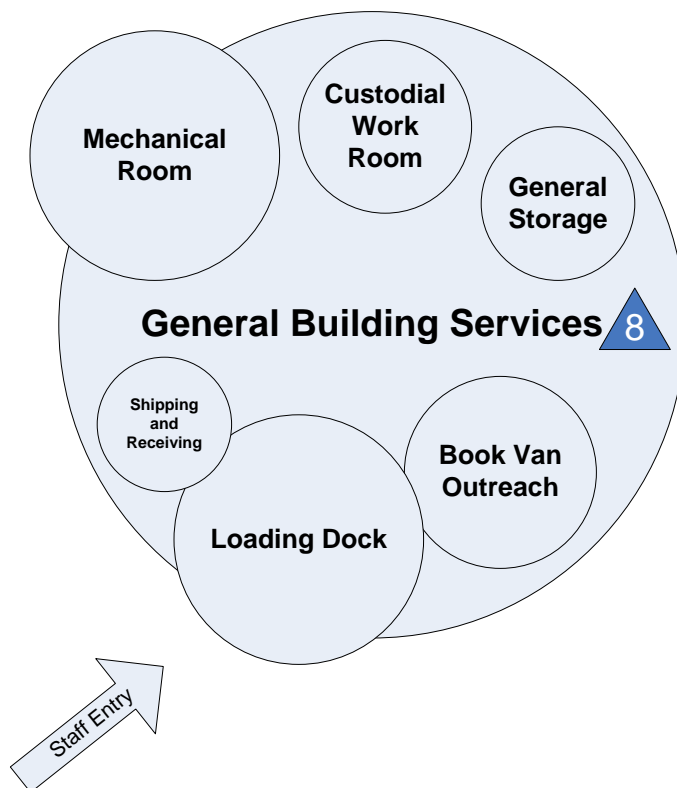 Mechanical
Room
Custodial
Work
Room
General
Storage
General Building Services
8
Shipping
and
Receiving
Book Van
Outreach
Loading Dock
Staff Entry